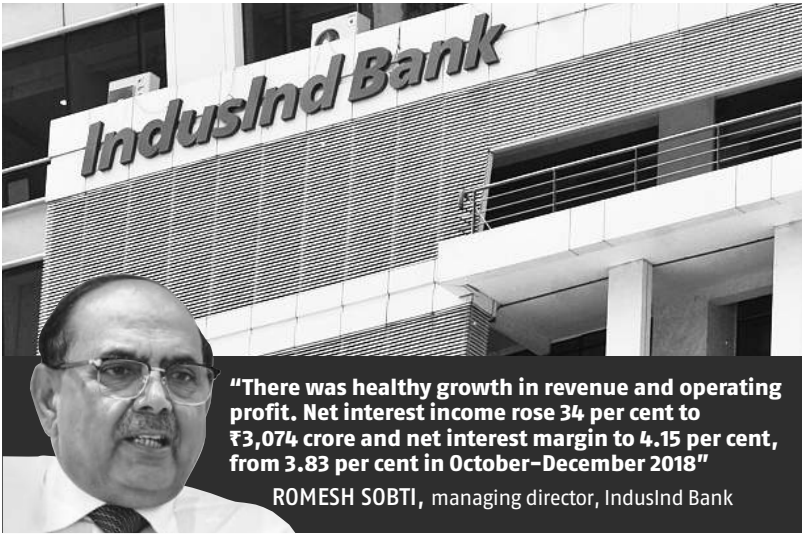 IndusInd Bank
“There was healthy growth in revenue and operating
profit. Net interest income rose 34 per cent to
₹3,074 crore and net interest margin to 4.15 per cent,
from 3.83 per cent in October–December 2018”
ROMESH SOBTI, managing director, IndusInd Bank